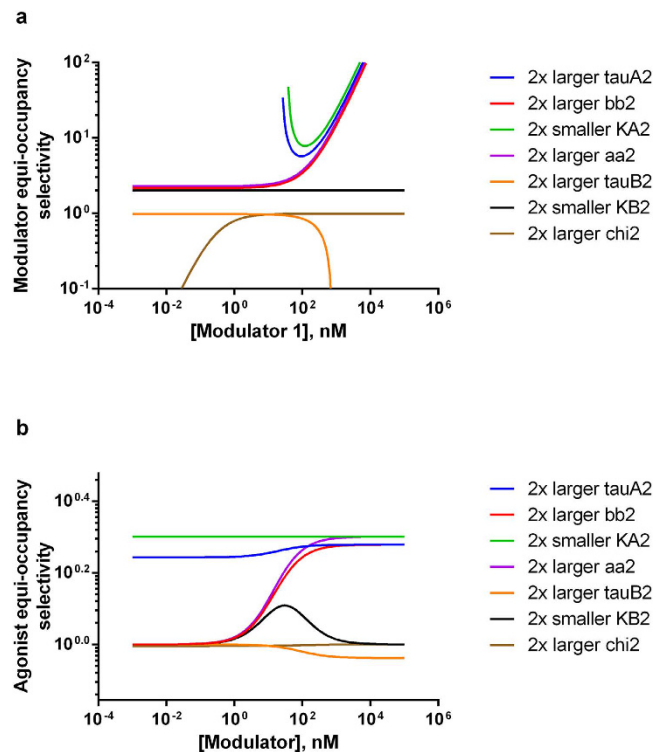 a
Modulator equi-occupancy
selectivity
10^2
10^1
10^0
10^-1
10^-4
10^-2
10^0
10^2
10^4
10^6
[Modulator 1], nM
2x larger tauA2
2x larger bb2
2x smaller KA2
2x larger aa2
2x larger tauB2
2x smaller KB2
2x larger chi2
b
Agonist equi-occupancy
selectivity
10^0.4
10^0.2
10^0.0
10^-4
10^-2
10^0
10^2
10^4
10^6
[Modulator], nM
2x larger tauA2
2x larger bb2
2x smaller KA2
2x larger aa2
2x larger tauB2
2x smaller KB2
2x larger chi2